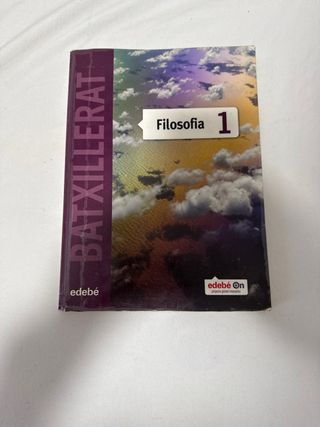 BATXILLERAT
Filosofia 1
edebé
edebé On